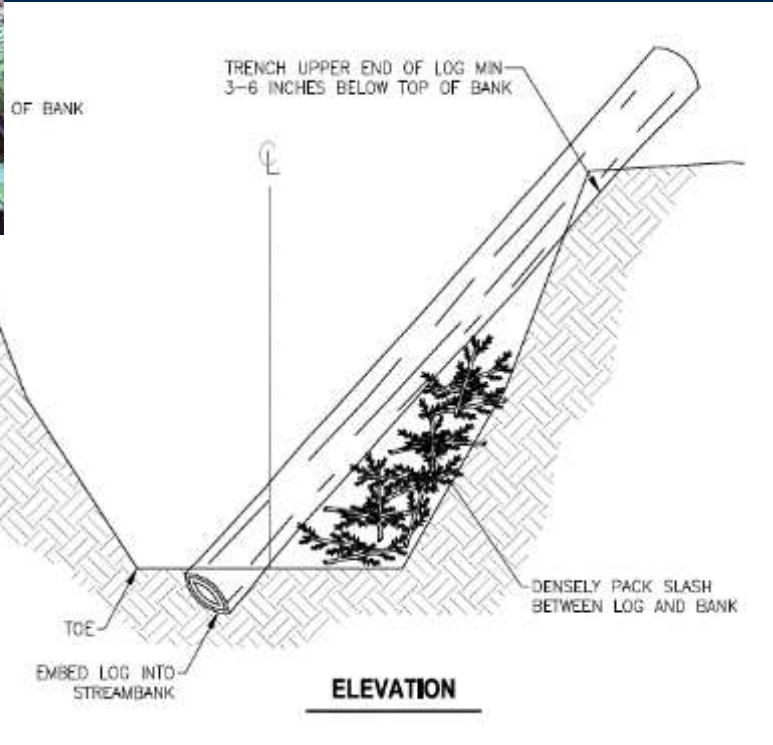 TRENCH UPPER END OF LOG MIN
3-6 INCHES BELOW TOP OF BANK
OF BANK
℄
DENSELY PACK SLASH
BETWEEN LOG AND BANK
TOE
EMBED LOG INTO
STREAMBANK
ELEVATION